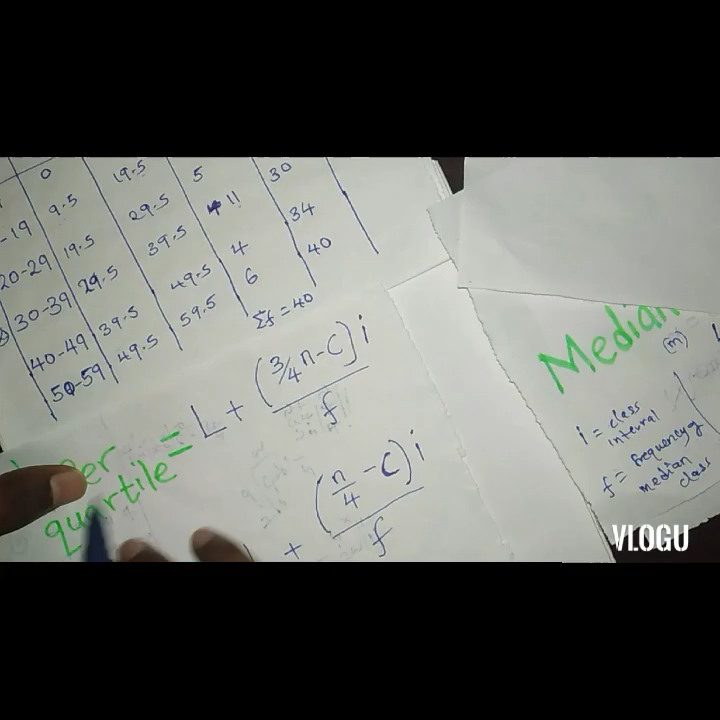 0 19.5 5 30
-19 9.5 29.5 11 34
20-29 19.5 39.5 4 40
30-39 29.5 49.5 6
40-49 39.5 59.5 Σf = 40
50-59 49.5
quartile = L + (3/4 n - C) i
f
+ (n/4 - C) i
f
Median
(m)
i = class
interval
f = frequency of
median
class
VLOGU